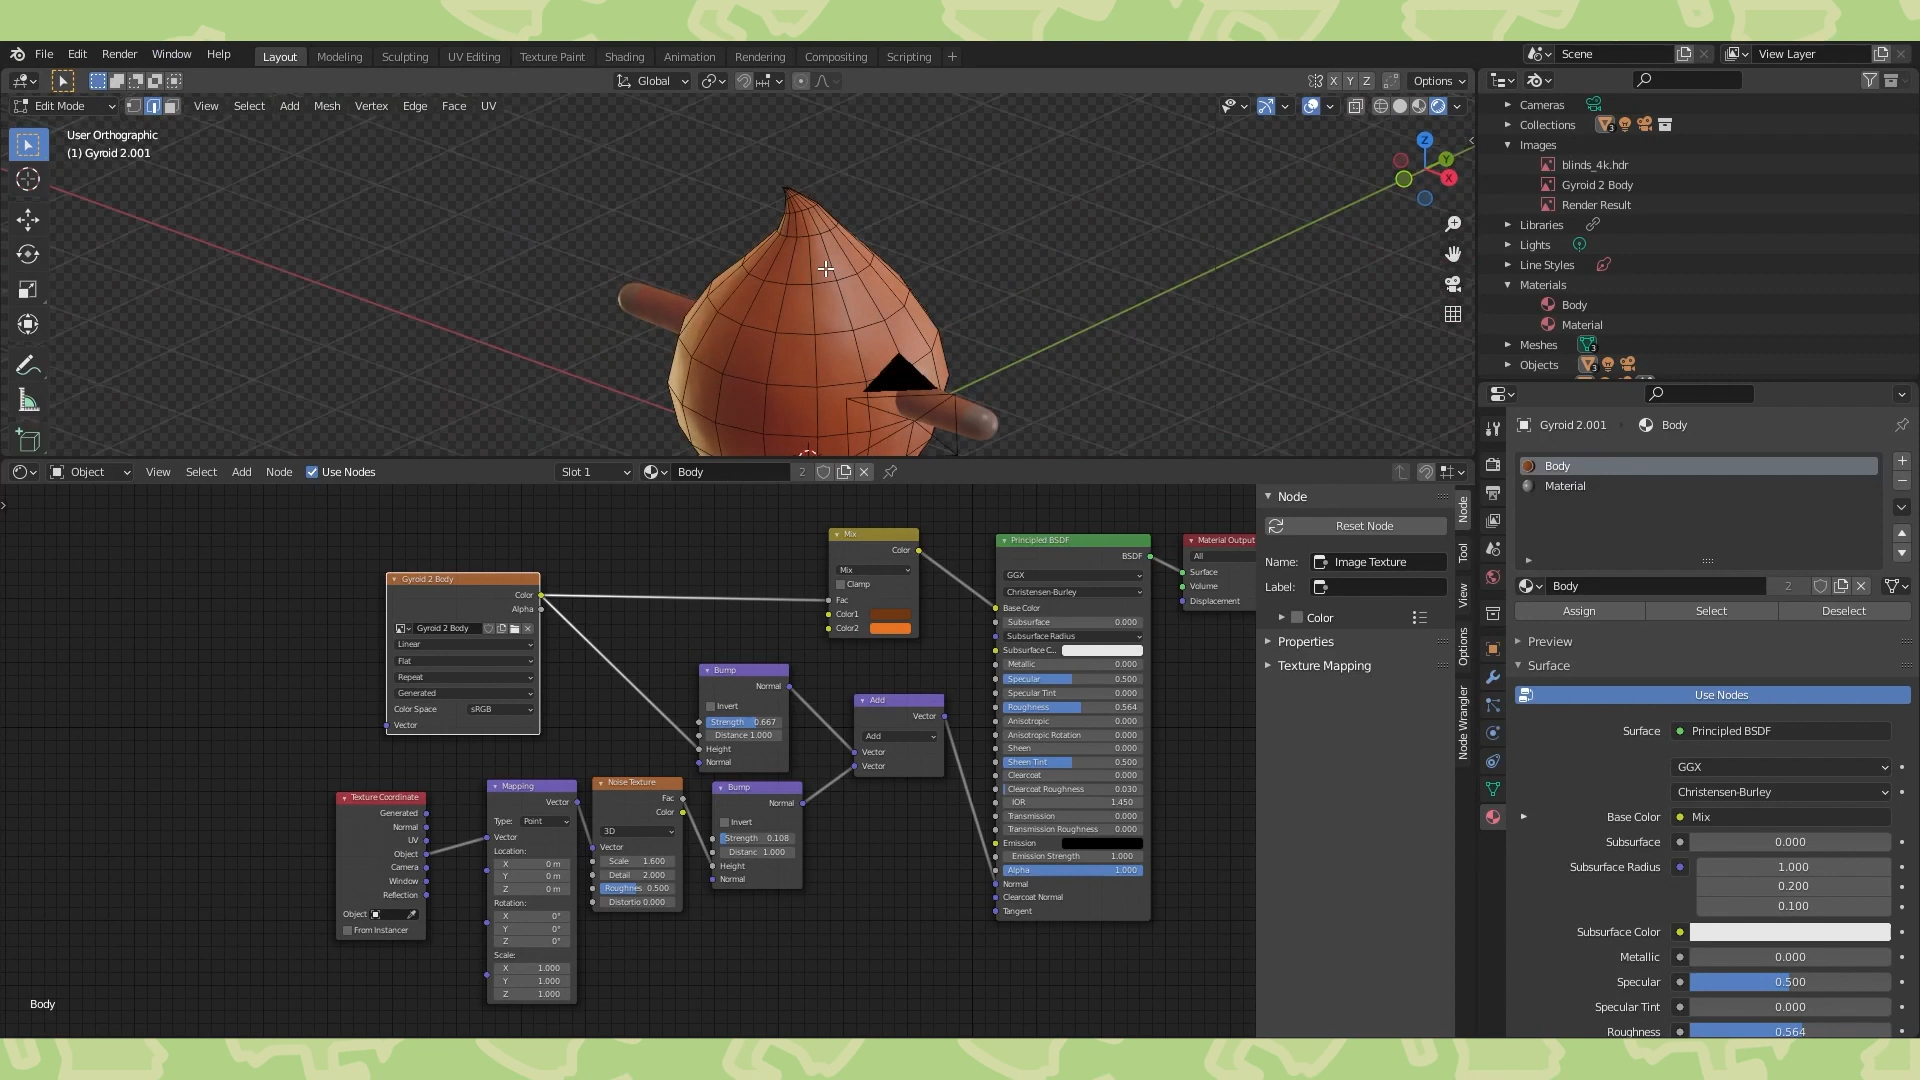 File Edit Render Window Help Layout Modeling Sculpting UV Editing Texture Paint Shading Animation Rendering Compositing Scripting + Scene View Layer
Global X Y Z Options
Edit Mode View Select Add Mesh Vertex Edge Face UV
User Orthographic
(1) Gyroid 2.001
Z
Y
X
Cameras
Collections 3
Images
blinds_4k.hdr
Gyroid 2 Body
Render Result
Libraries
Lights
Line Styles
Materials
Body
Material
Meshes 3
Objects 3
Object View Select Add Node Use Nodes Slot 1 Body 2
Gyroid 2 Body
Color
Alpha
Gyroid 2 Body
Linear
Flat
Repeat
Generated
Color Space sRGB
Vector
Texture Coordinate
Generated
Normal
UV
Object
Camera
Window
Reflection
Object
From Instancer
Mapping
Vector
Type: Point
Vector
Location:
X 0 m
Y 0 m
Z 0 m
Rotation:
X 0°
Y 0°
Z 0°
Scale:
X 1.000
Y 1.000
Z 1.000
Noise Texture
Fac
Color
3D
Vector
Scale 1.600
Detail 2.000
Roughnes 0.500
Distortio 0.000
Bump
Normal
Invert
Strength 0.667
Distance 1.000
Height
Normal
Bump
Normal
Invert
Strength 0.108
Distanc 1.000
Height
Normal
Mix
Color
Mix
Clamp
Fac
Color1
Color2
Add
Vector
Add
Vector
Vector
Principled BSDF
BSDF
GGX
Christensen-Burley
Base Color
Subsurface 0.000
Subsurface Radius
Subsurface C...
Metallic 0.000
Specular 0.500
Specular Tint 0.000
Roughness 0.564
Anisotropic 0.000
Anisotropic Rotation 0.000
Sheen 0.000
Sheen Tint 0.500
Clearcoat 0.000
Clearcoat Roughness 0.030
IOR 1.450
Transmission 0.000
Transmission Roughness 0.000
Emission
Emission Strength 1.000
Alpha 1.000
Normal
Clearcoat Normal
Tangent
Material Output
All
Surface
Volume
Displacement
Body
Node
Reset Node
Name: Image Texture
Label:
Color
Properties
Texture Mapping
Node
Tool
View
Options
Node Wrangler
Gyroid 2.001 Body
Body
Material
Body 2
Assign Select Deselect
Preview
Surface
Use Nodes
Surface Principled BSDF
GGX
Christensen-Burley
Base Color Mix
Subsurface 0.000
Subsurface Radius 1.000
0.200
0.100
Subsurface Color
Metallic 0.000
Specular 0.500
Specular Tint 0.000
Roughness 0.564